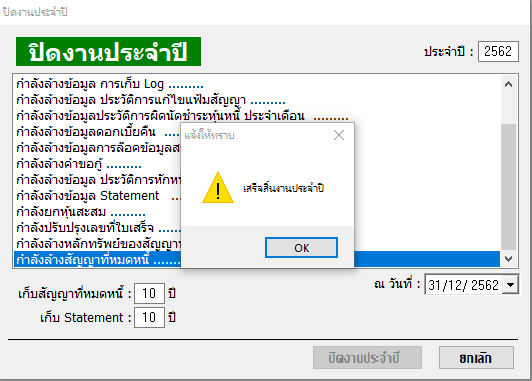 ปิดงานประจำปี
ปิดงานประจำปี
ประจำปี : 2562
กำลังล้างข้อมูล การเก็บ Log .........
กำลังล้างข้อมูล ประวัติการแก้ไขแฟ้มสัญญา .........
กำลังล้างข้อมูลประวัติการผิดนัดชำระหุ้นหนี้ ประจำเดือน .........
กำลังล้างข้อมูลดอกเบี้ยคืน ....
กำลังล้างข้อมูลการล๊อคข้อมูลส
กำลังล้างคำขอกู้ .........
กำลังล้างข้อมูล ประวัติการหัก
กำลังล้างข้อมูล Statement ..
กำลังยกหุ้นสะสม .........
กำลังปรับปรุงเลขที่ใบเสร็จ .....
กำลังล้างหลักทรัพย์ของสัญญา
กำลังล้างสัญญาที่หมดหนี้ .........
แจ้งให้ทราบ
เสร็จสิ้นงานประจำปี
OK
ณ วันที่ : 31/12/ 2562
เก็บสัญญาที่หมดหนี้ : 10 ปี
เก็บ Statement : 10 ปี
ปิดงานประจำปี
ยกเลิก